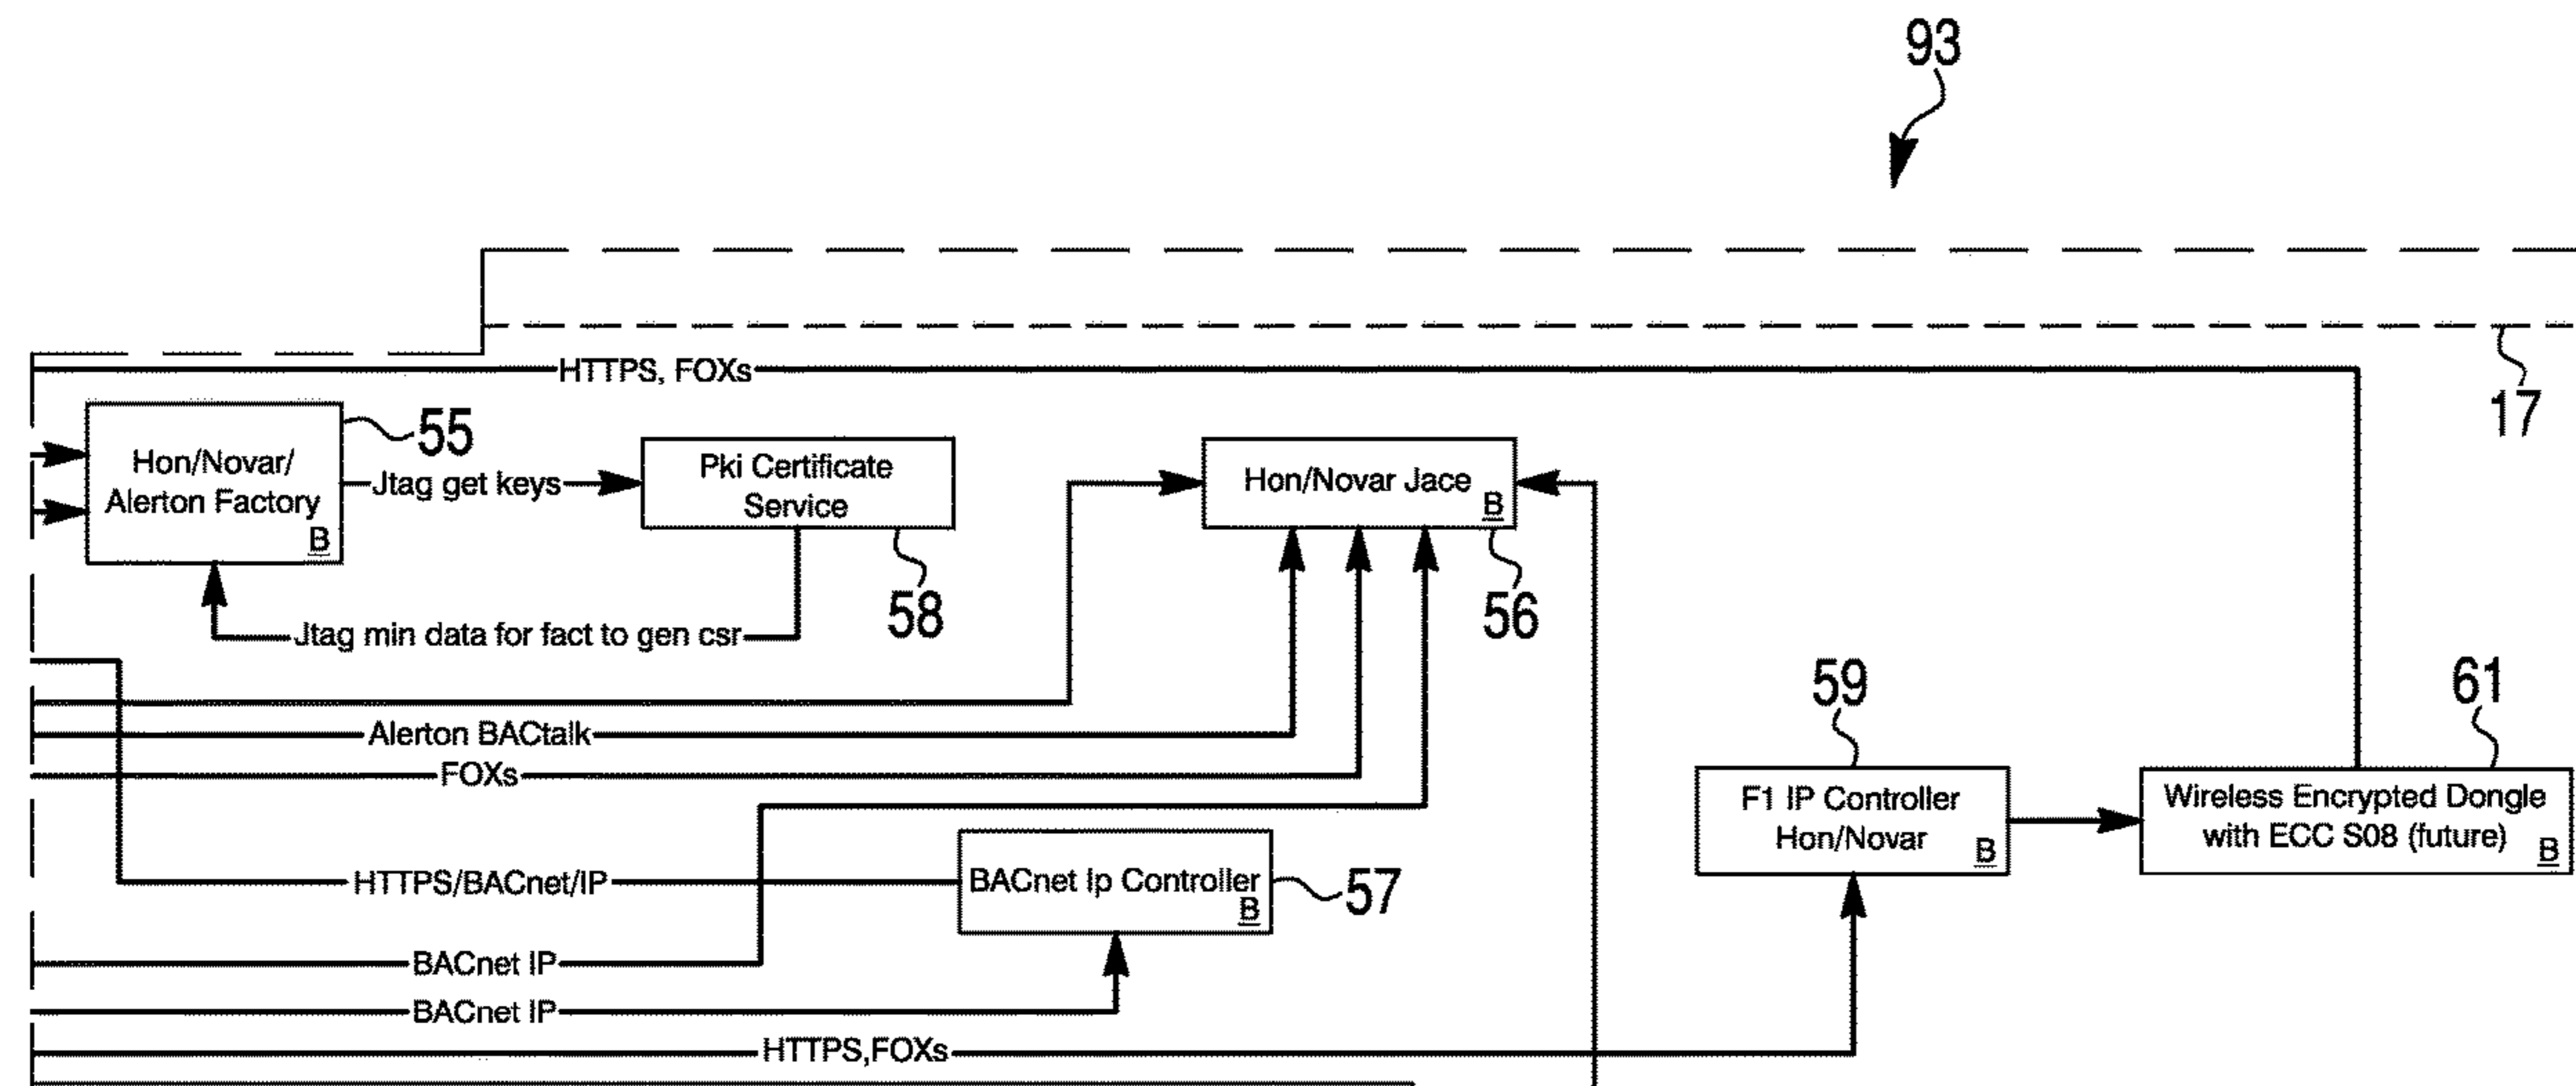 93
17
HTTPS, FOXs
55
Hon/Novar/
Alerton Factory
B
Jtag get keys
Pki Certificate
Service
58
Hon/Novar Jace
B
56
Jtag min data for fact to gen csr
Alerton BACtalk
FOXs
59
F1 IP Controller
Hon/Novar
B
61
Wireless Encrypted Dongle
with ECC S08 (future)
B
HTTPS/BACnet/IP
BACnet Ip Controller
B
57
BACnet IP
BACnet IP
HTTPS,FOXs